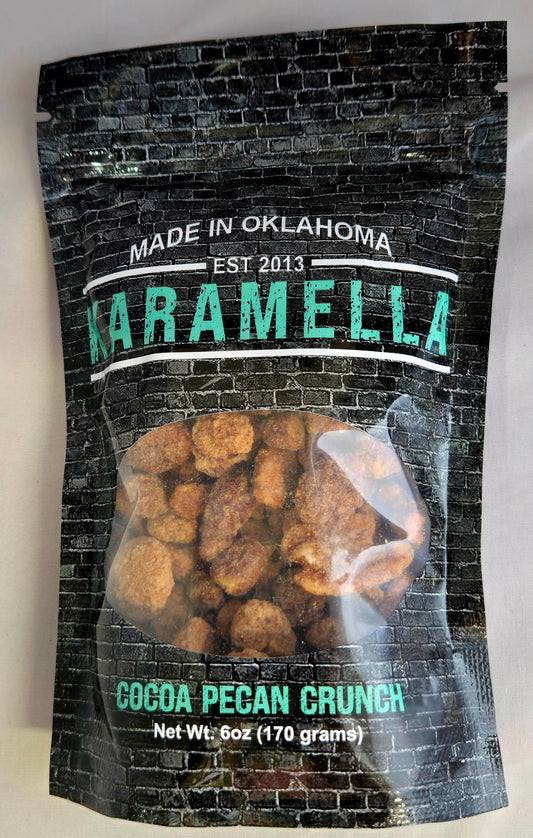 MADE IN OKLAHOMA
EST 2013
KARAMELLA
COCOA PECAN CRUNCH
Net Wt. 6oz (170 grams)